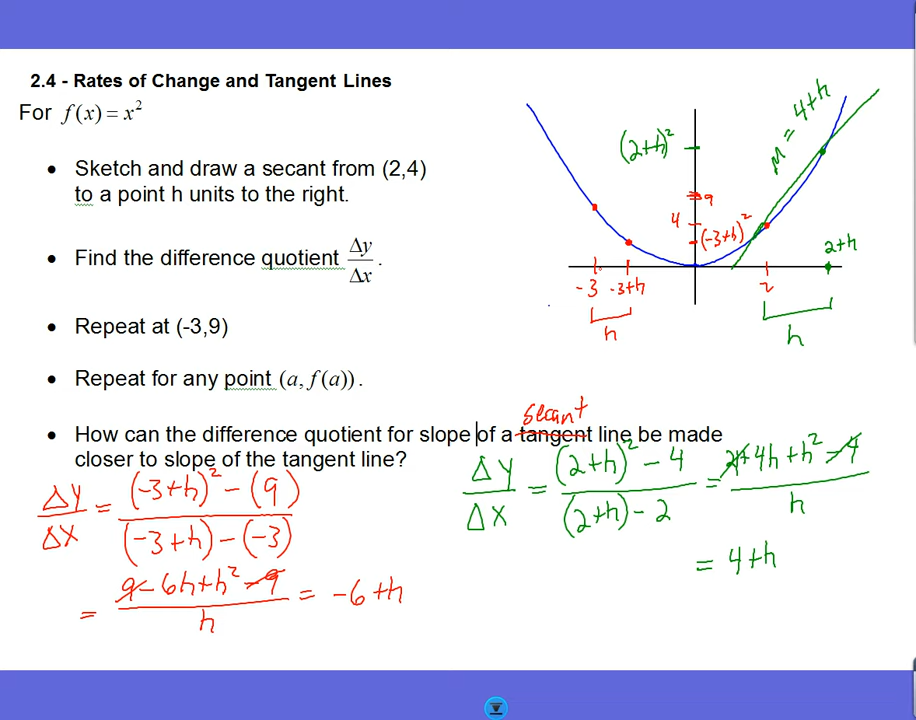 2.4 - Rates of Change and Tangent Lines
For f(x) = x²
• Sketch and draw a secant from (2,4)
to a point h units to the right.
• Find the difference quotient Δy/Δx .
• Repeat at (-3,9)
• Repeat for any point (a, f(a)).
secant
• How can the difference quotient for slope of a tangent line be made
closer to slope of the tangent line?
(2+h)²
M = 4+h
9
4
(-3+h)²
2+h
-3
-3+h
2
h
h
Δy/Δx = ((-3+h)² - (9))/((-3+h) - (-3))
= (9 - 6h + h² - 9)/h = -6+h
Δy/Δx = ((2+h)² - 4)/((2+h) - 2) = (4h + h² - 4)/h
= 4+h